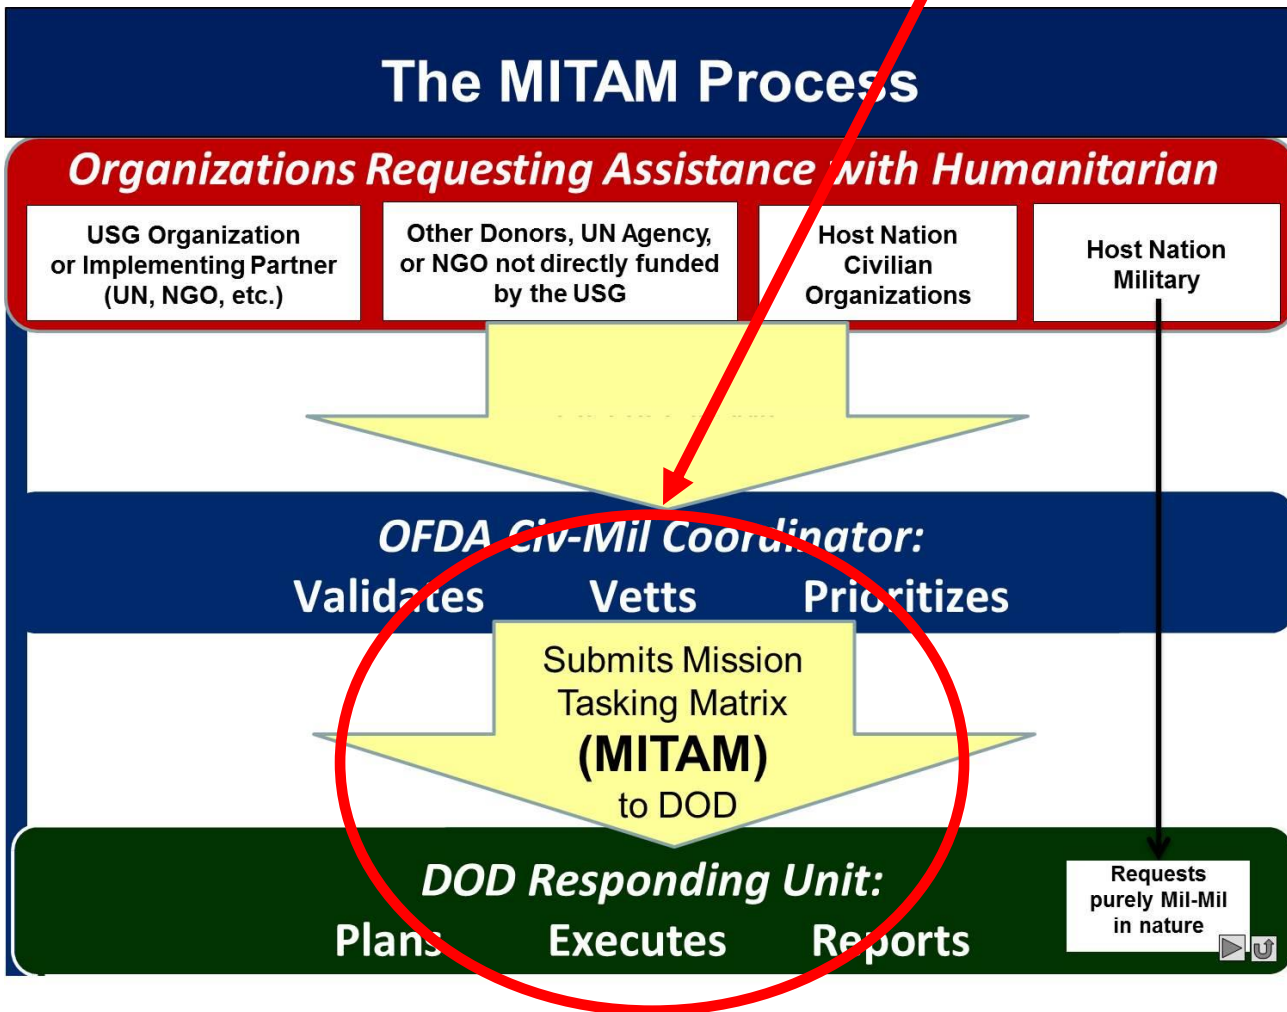 The MITAM Process
Organizations Requesting Assistance with Humanitarian
USG Organization
or Implementing Partner
(UN, NGO, etc.)
Other Donors, UN Agency,
or NGO not directly funded
by the USG
Host Nation
Civilian
Organizations
Host Nation
Military
OFDA Civ-Mil Coordinator:
Validates Vetts Prioritizes
Submits Mission
Tasking Matrix
(MITAM)
to DOD
DOD Responding Unit:
Plans Executes Reports
Requests
purely Mil-Mil
in nature